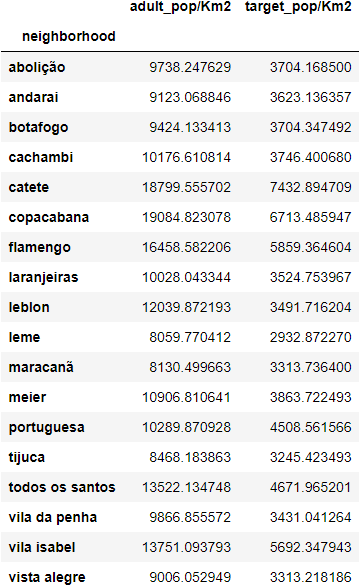 adult_pop/Km2 target_pop/Km2
neighborhood
abolição 9738.247629 3704.168500
andarai 9123.068846 3623.136357
botafogo 9424.133413 3704.347492
cachambi 10176.610814 3746.400680
catete 18799.555702 7432.894709
copacabana 19084.823078 6713.485947
flamengo 16458.582206 5859.364604
laranjeiras 10028.043344 3524.753967
leblon 12039.872193 3491.716204
leme 8059.770412 2932.872270
maracanã 8130.499663 3313.736400
meier 10906.810641 3863.722493
portuguesa 10289.870928 4508.561566
tijuca 8468.183863 3245.423493
todos os santos 13522.134748 4671.965201
vila da penha 9866.855572 3431.041264
vila isabel 13751.093793 5692.347943
vista alegre 9006.052949 3313.218186